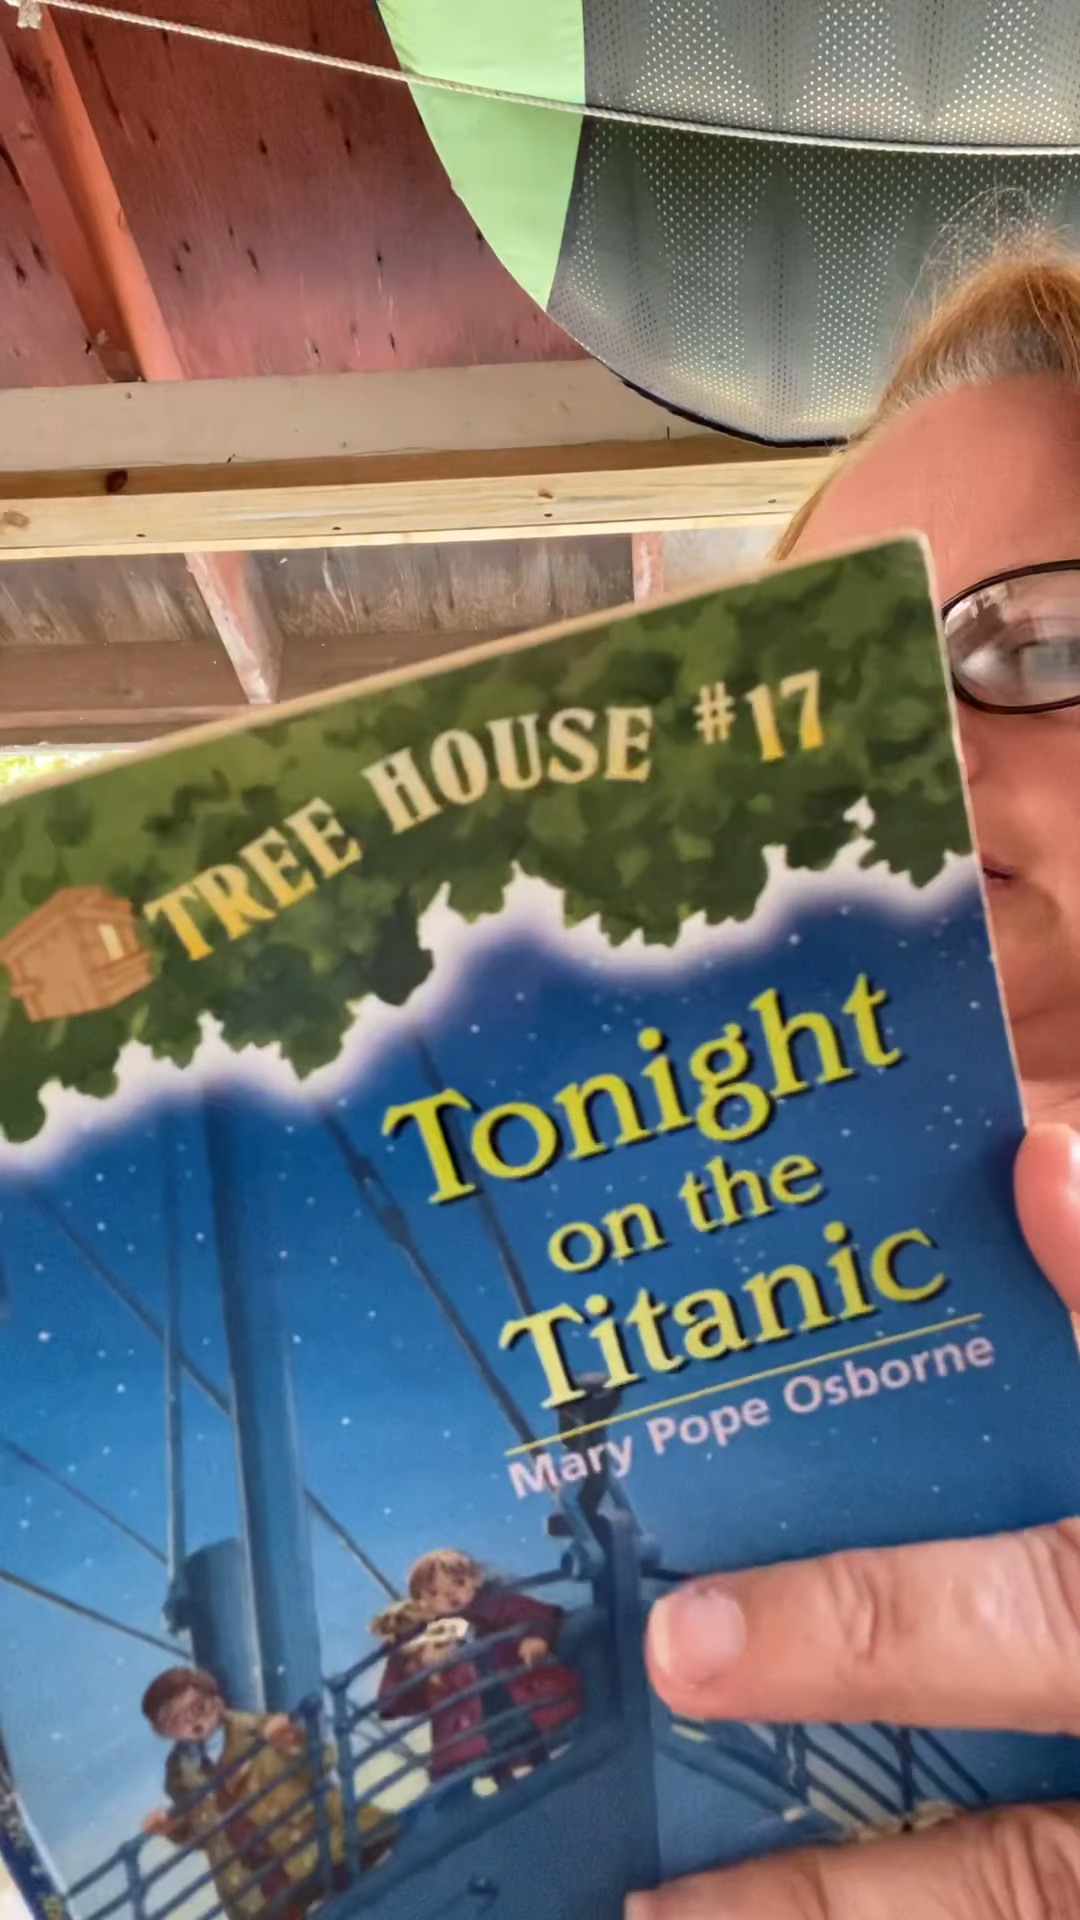 TREE HOUSE #17
Tonight
on the
Titanic
Mary Pope Osborne